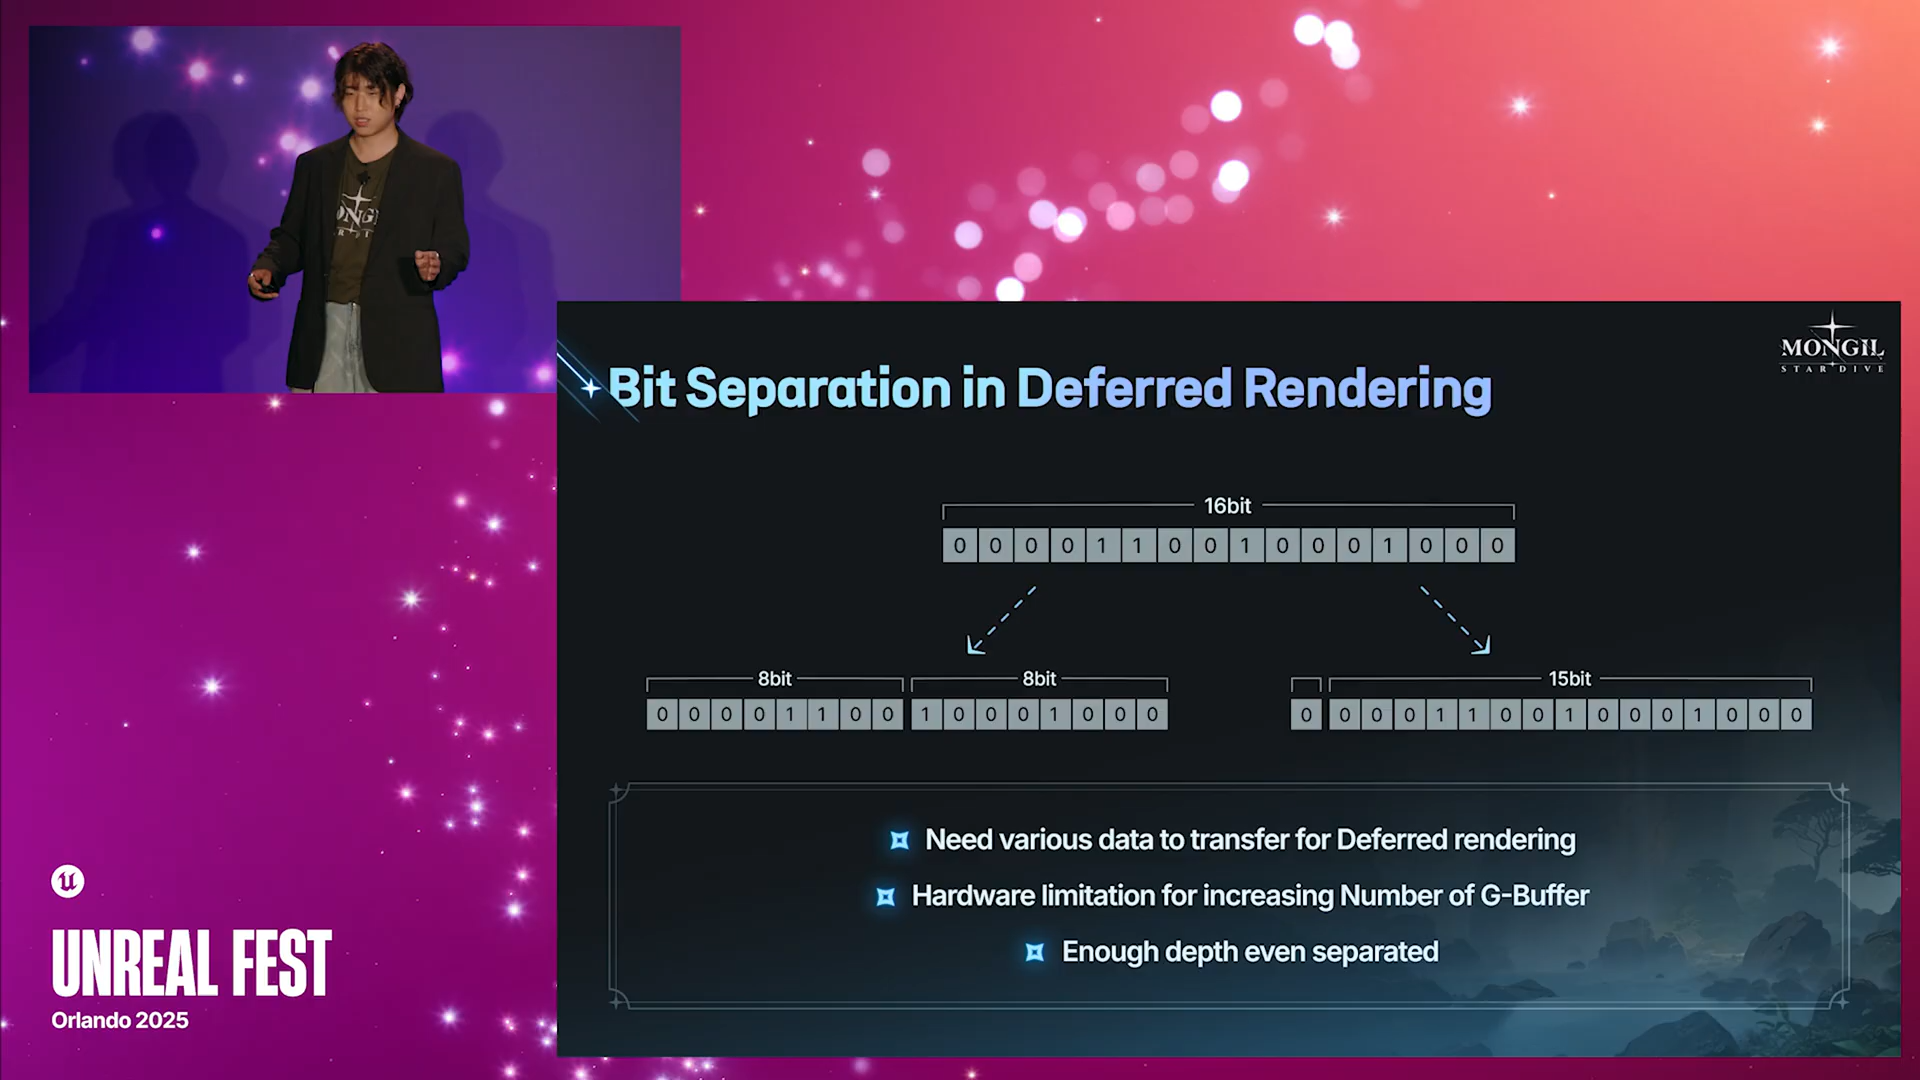 ONG
MONGIL
STAR DIVE
Bit Separation in Deferred Rendering
16bit
0 0 0 0 1 1 0 0 1 0 0 0 1 0 0 0
8bit 8bit 15bit
0 0 0 0 1 1 0 0 1 0 0 0 1 0 0 0 0 0 0 0 1 1 0 0 1 0 0 0 1 0 0 0
Need various data to transfer for Deferred rendering
Hardware limitation for increasing Number of G-Buffer
Enough depth even separated
UNREAL FEST
Orlando 2025